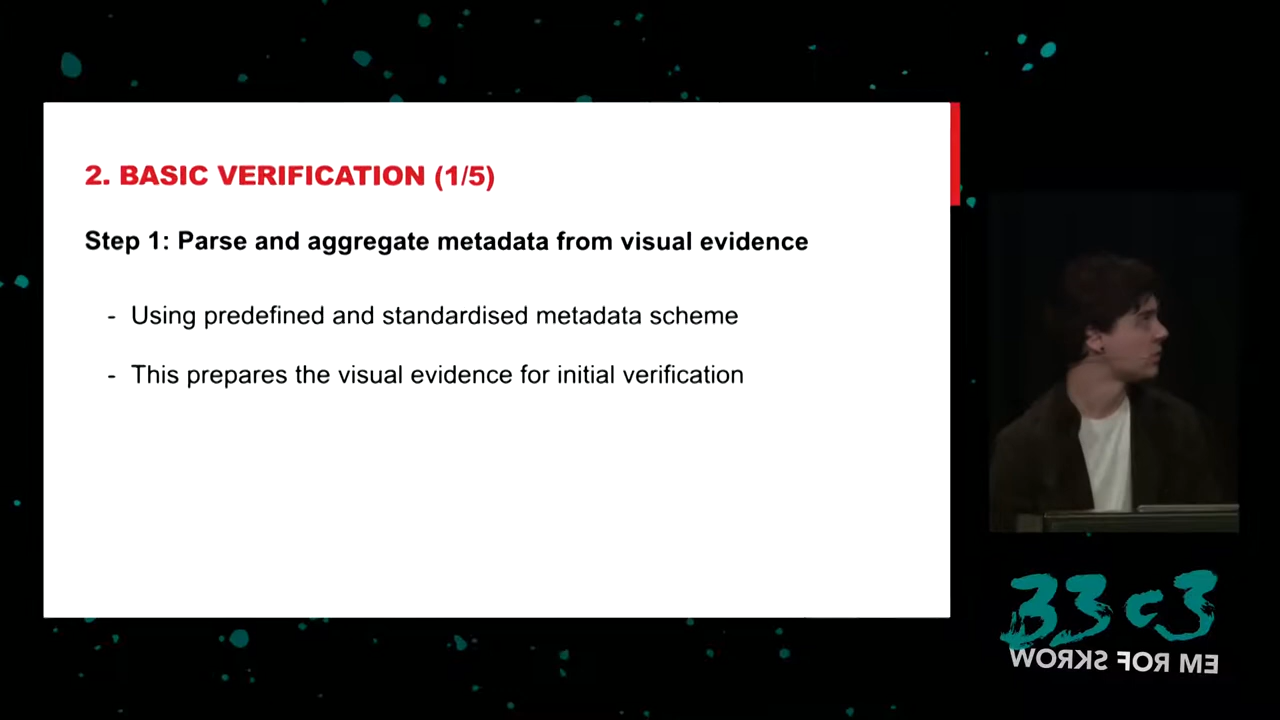 2. BASIC VERIFICATION (1/5)
Step 1: Parse and aggregate metadata from visual evidence
- Using predefined and standardised metadata scheme
- This prepares the visual evidence for initial verification
33c3
WORKS FOR ME